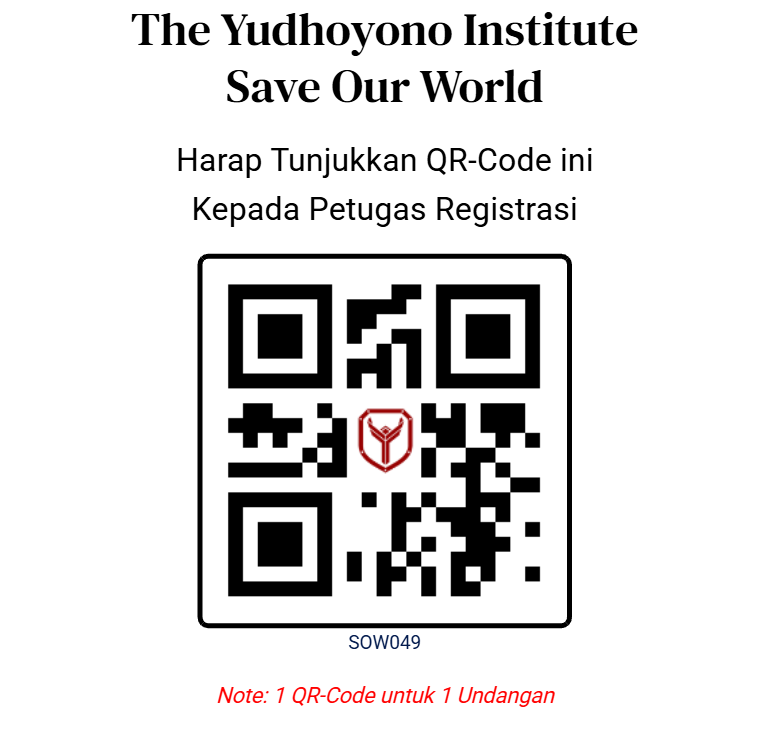 The Yudhoyono Institute
Save Our World
Harap Tunjukkan QR-Code ini
Kepada Petugas Registrasi
SOW049
Note: 1 QR-Code untuk 1 Undangan